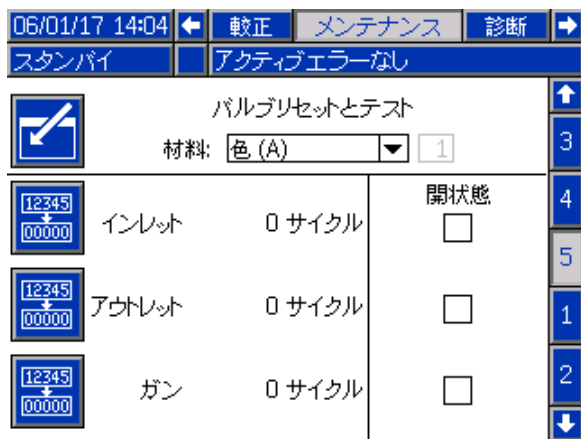 06/01/17 14:04 較正 メンテナンス 診断
スタンバイ アクティブエラーなし
バルブリセットとテスト
材料: 色 (A) 1
開状態
12345 00000 インレット 0 サイクル
12345 00000 アウトレット 0 サイクル
12345 00000 ガン 0 サイクル
3
4
5
1
2